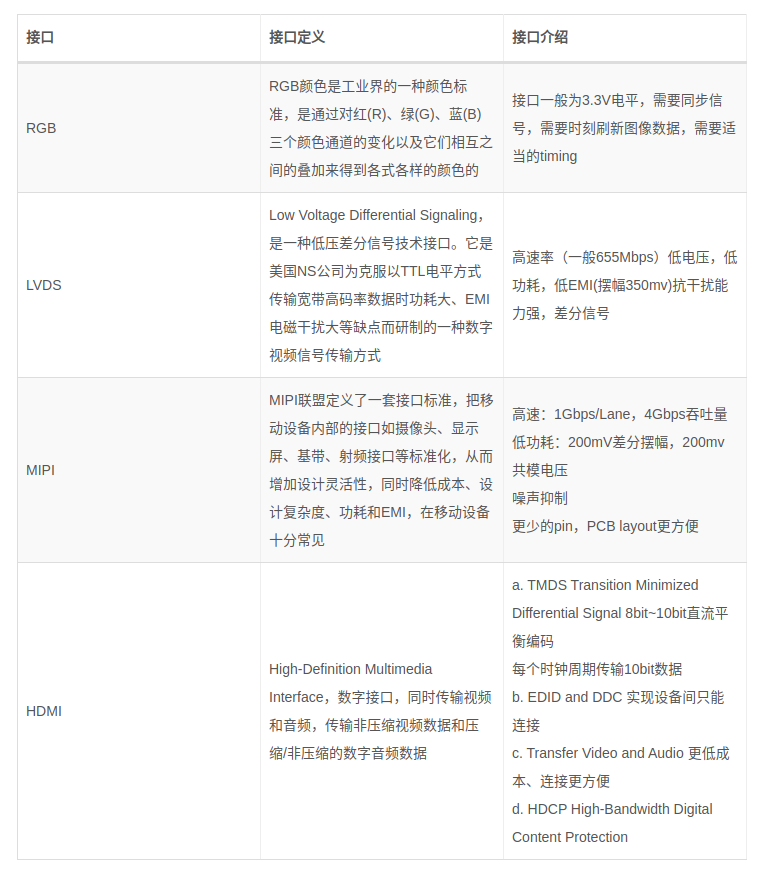 接口
接口定义
接口介绍
RGB
RGB颜色是工业界的一种颜色标
准，是通过对红(R)、绿(G)、蓝(B)
三个颜色通道的变化以及它们相互之
间的叠加来得到各式各样的颜色的
接口一般为3.3V电平，需要同步信
号，需要时刻刷新图像数据，需要适
当的timing
LVDS
Low Voltage Differential Signaling，
是一种低压差分信号技术接口。它是
美国NS公司为克服以TTL电平方式
传输宽带高码率数据时功耗大、EMI
电磁干扰大等缺点而研制的一种数字
视频信号传输方式
高速率（一般655Mbps）低电压，低
功耗，低EMI(摆幅350mv)抗干扰能
力强，差分信号
MIPI
MIPI联盟定义了一套接口标准，把移
动设备内部的接口如摄像头、显示
屏、基带、射频接口等标准化，从而
增加设计灵活性，同时降低成本、设
计复杂度、功耗和EMI，在移动设备
十分常见
高速：1Gbps/Lane，4Gbps吞吐量
低功耗：200mV差分摆幅，200mv
共模电压
噪声抑制
更少的pin，PCB layout更方便
HDMI
High-Definition Multimedia
Interface，数字接口，同时传输视频
和音频，传输非压缩视频数据和压
缩/非压缩的数字音频数据
a. TMDS Transition Minimized
Differential Signal 8bit~10bit直流平
衡编码
每个时钟周期传输10bit数据
b. EDID and DDC 实现设备间只能
连接
c. Transfer Video and Audio 更低成
本、连接更方便
d. HDCP High-Bandwidth Digital
Content Protection